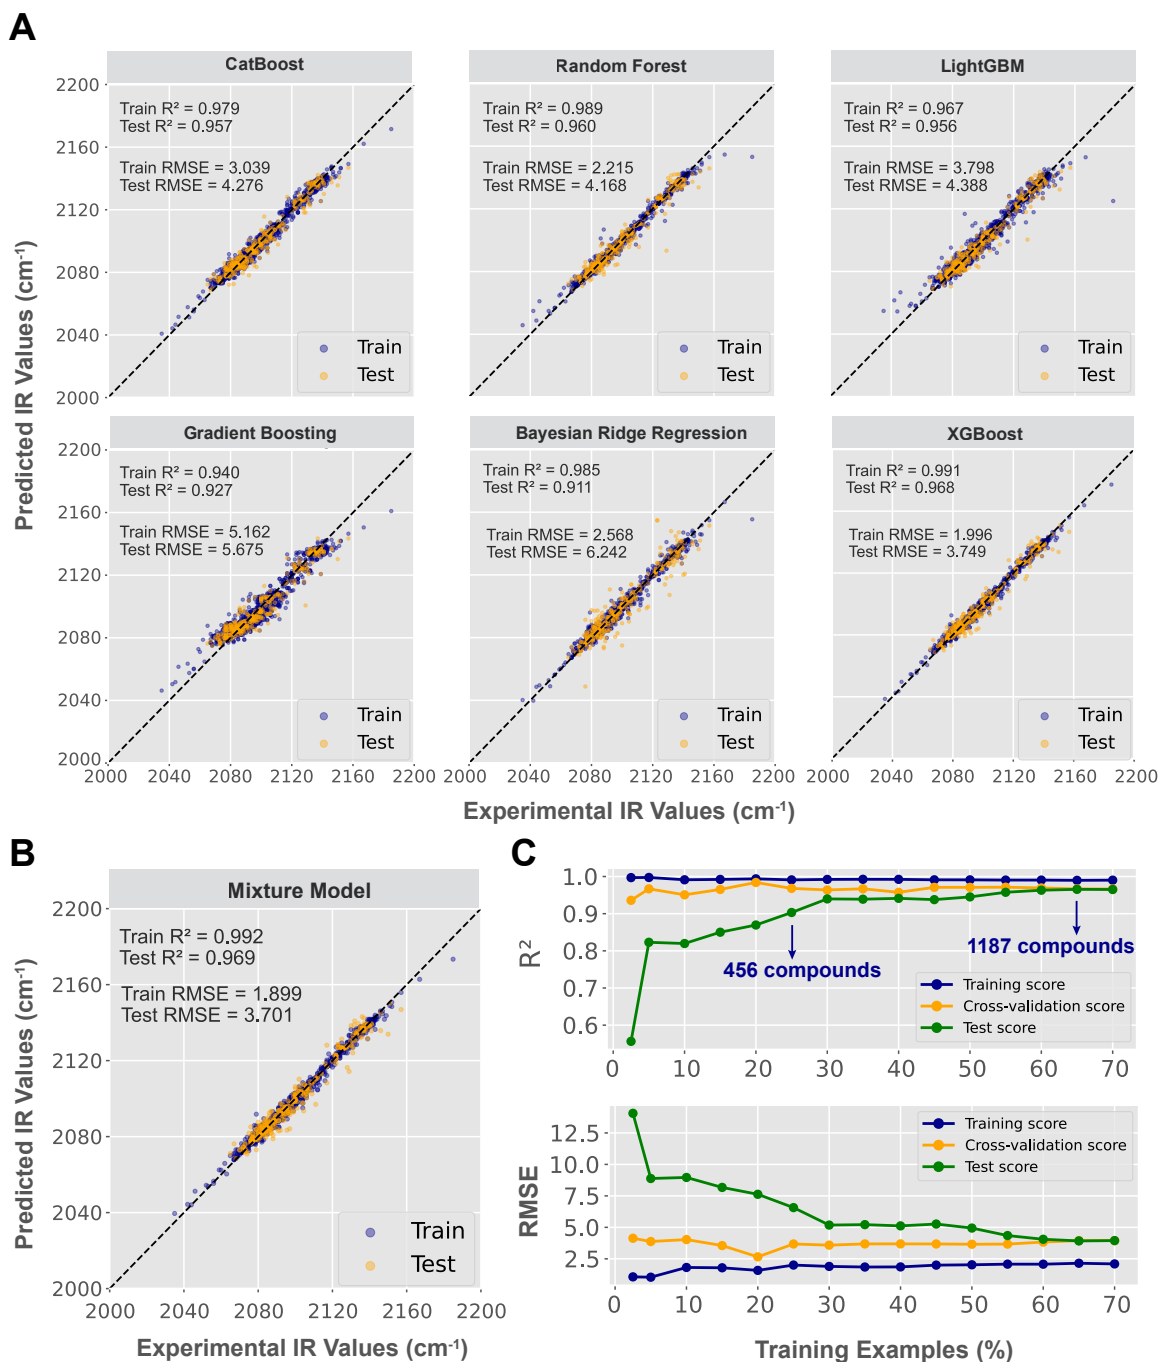 A
CatBoost
Random Forest
LightGBM
Predicted IR Values (cm⁻¹)
2200
2160
2120
2080
2040
2000
Train R² = 0.979
Test R² = 0.957
Train RMSE = 3.039
Test RMSE = 4.276
Train
Test
Train R² = 0.989
Test R² = 0.960
Train RMSE = 2.215
Test RMSE = 4.168
Train
Test
Train R² = 0.967
Test R² = 0.956
Train RMSE = 3.798
Test RMSE = 4.388
Train
Test
Gradient Boosting
Bayesian Ridge Regression
XGBoost
2200
2160
2120
2080
2040
2000
Train R² = 0.940
Test R² = 0.927
Train RMSE = 5.162
Test RMSE = 5.675
Train
Test
Train R² = 0.985
Test R² = 0.911
Train RMSE = 2.568
Test RMSE = 6.242
Train
Test
Train R² = 0.991
Test R² = 0.968
Train RMSE = 1.996
Test RMSE = 3.749
Train
Test
2000 2040 2080 2120 2160 2200
2000 2040 2080 2120 2160 2200
2000 2040 2080 2120 2160 2200
Experimental IR Values (cm⁻¹)
B
Mixture Model
Predicted IR Values (cm⁻¹)
2200
2160
2120
2080
2040
2000
Train R² = 0.992
Test R² = 0.969
Train RMSE = 1.899
Test RMSE = 3.701
Train
Test
2000 2040 2080 2120 2160 2200
Experimental IR Values (cm⁻¹)
C
R²
1.0
0.9
0.8
0.7
0.6
456 compounds
1187 compounds
Training score
Cross-validation score
Test score
0 10 20 30 40 50 60 70
RMSE
12.5
10.0
7.5
5.0
2.5
Training score
Cross-validation score
Test score
0 10 20 30 40 50 60 70
Training Examples (%)